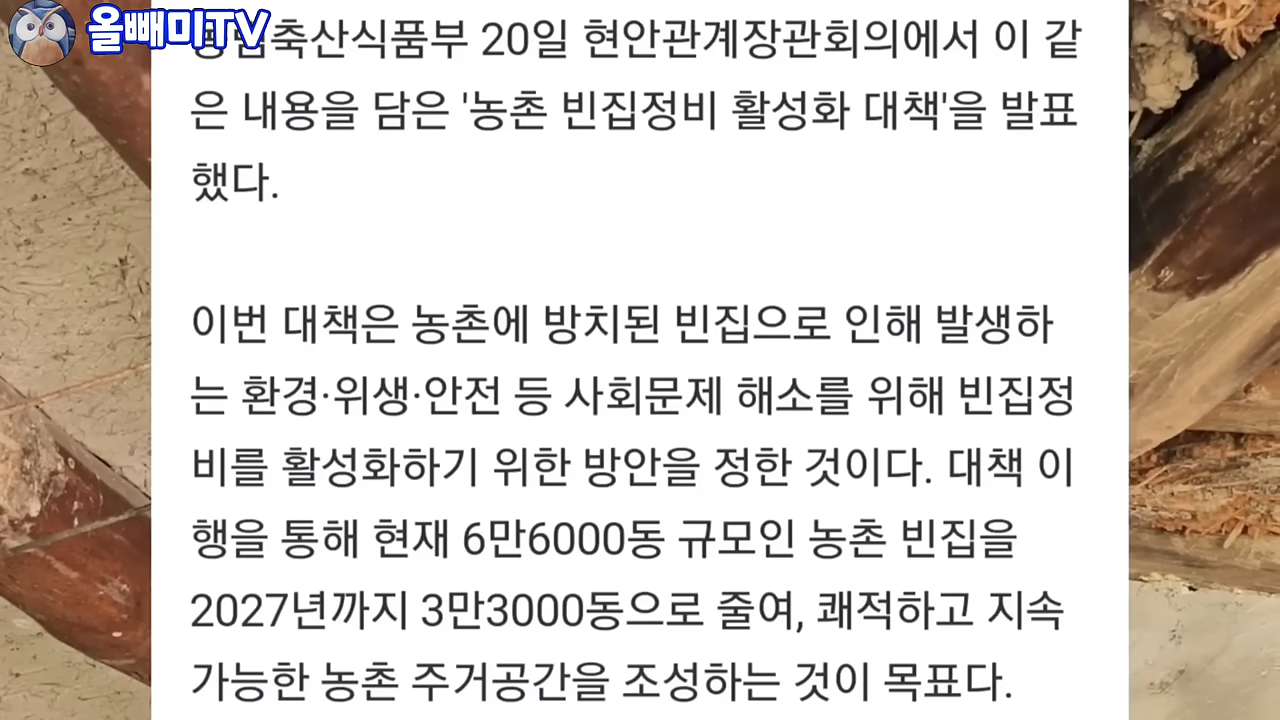 올빼미TV
농림축산식품부 20일 현안관계장관회의에서 이 같
은 내용을 담은 '농촌 빈집정비 활성화 대책'을 발표
했다.
이번 대책은 농촌에 방치된 빈집으로 인해 발생하
는 환경·위생·안전 등 사회문제 해소를 위해 빈집정
비를 활성화하기 위한 방안을 정한 것이다. 대책 이
행을 통해 현재 6만6000동 규모인 농촌 빈집을
2027년까지 3만3000동으로 줄여, 쾌적하고 지속
가능한 농촌 주거공간을 조성하는 것이 목표다.